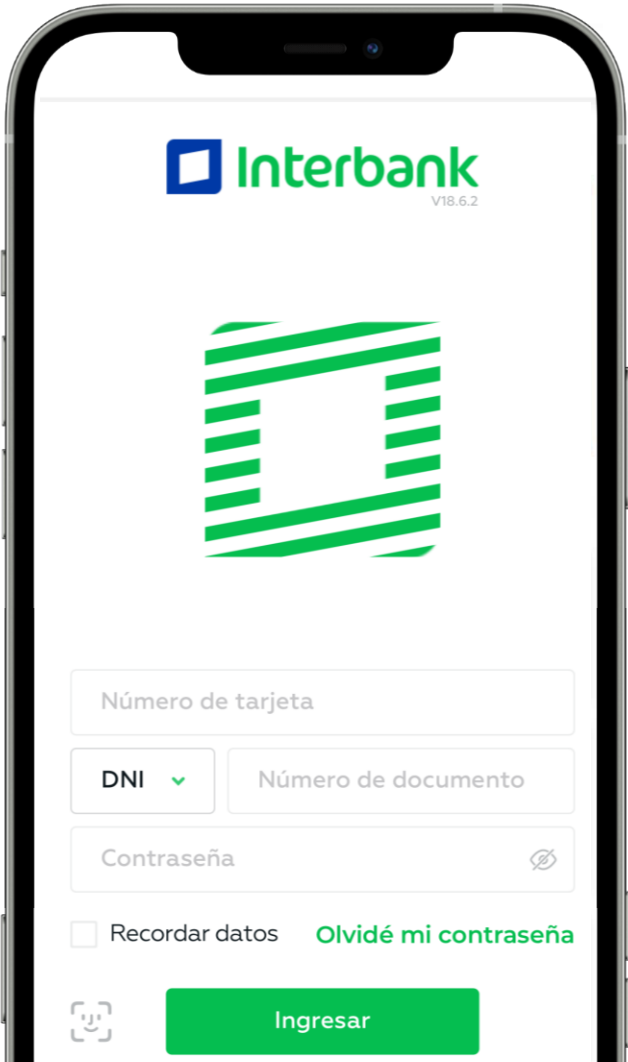 Interbank
V18.6.2
Número de tarjeta
DNI Número de documento
Contraseña
Recordar datos Olvidé mi contraseña
Ingresar